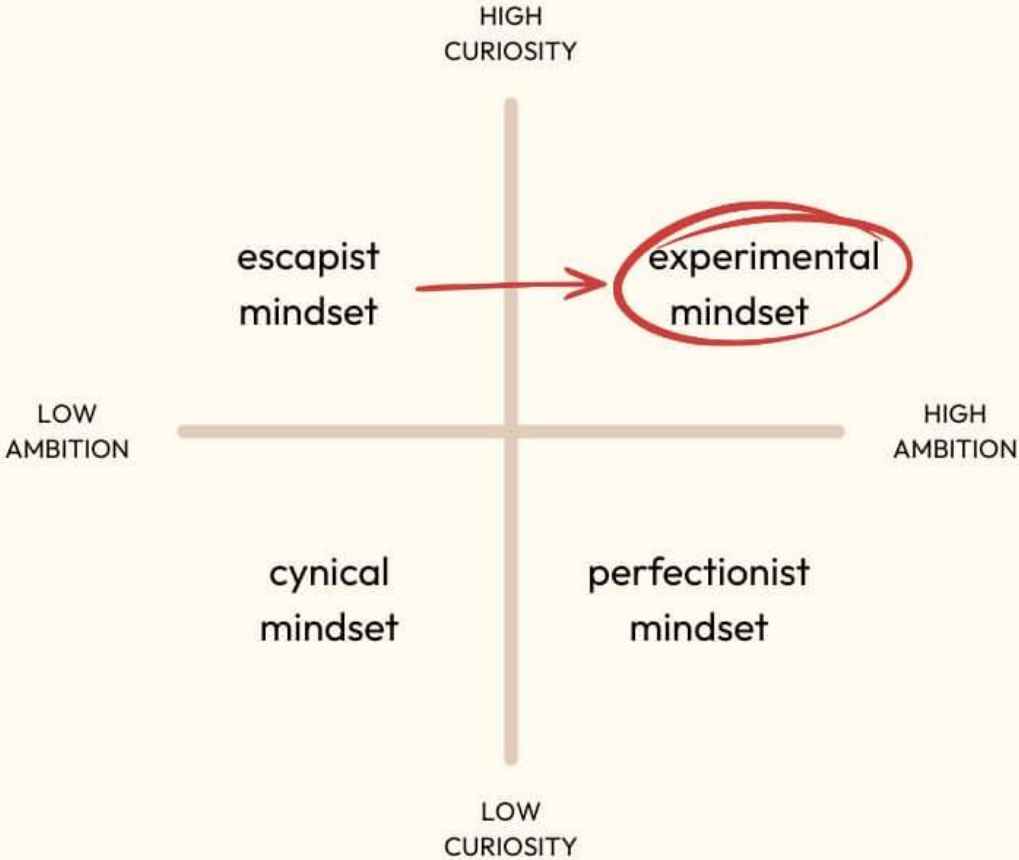 HIGH
CURIOSITY
escapist
mindset
experimental
mindset
LOW
AMBITION
HIGH
AMBITION
cynical
mindset
perfectionist
mindset
LOW
CURIOSITY